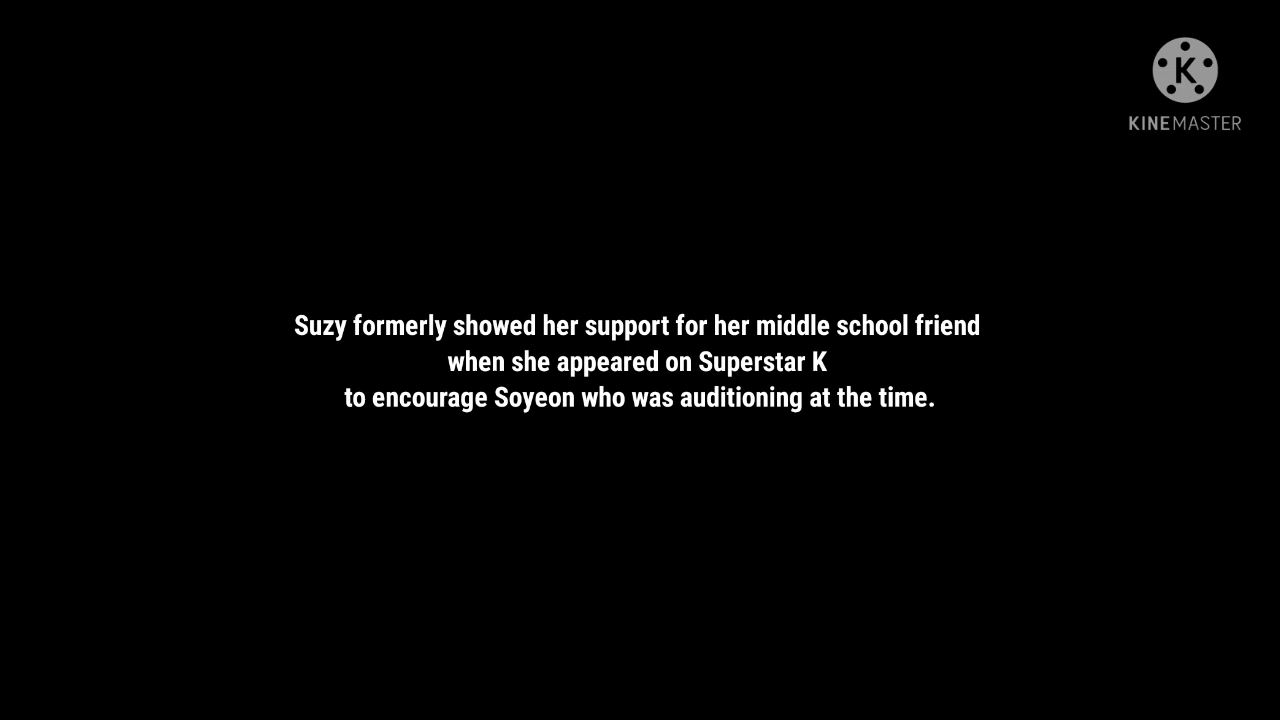 K
KINEMASTER
Suzy formerly showed her support for her middle school friend
when she appeared on Superstar K
to encourage Soyeon who was auditioning at the time.